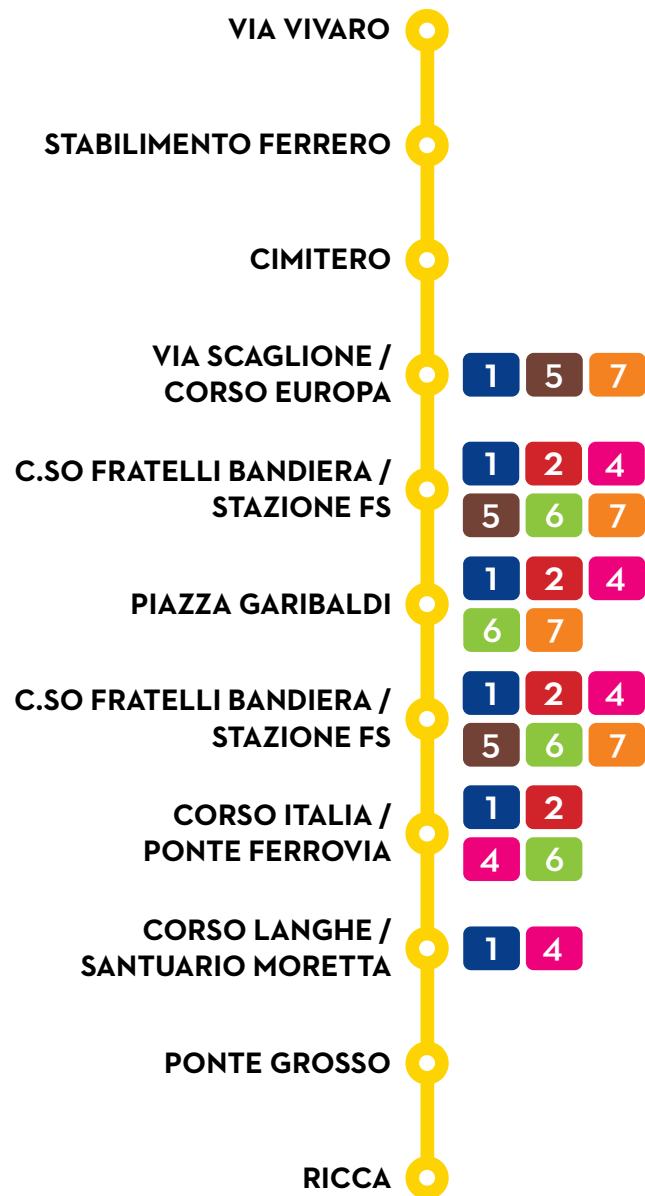 VIA VIVARO
STABILIMENTO FERRERO
CIMITERO
VIA SCAGLIONE /
CORSO EUROPA
1 5 7
C.SO FRATELLI BANDIERA /
STAZIONE FS
1 2 4
5 6 7
PIAZZA GARIBALDI
1 2 4
6 7
C.SO FRATELLI BANDIERA /
STAZIONE FS
1 2 4
5 6 7
CORSO ITALIA /
PONTE FERROVIA
1 2
4 6
CORSO LANGHE /
SANTUARIO MORETTA
1 4
PONTE GROSSO
RICCA